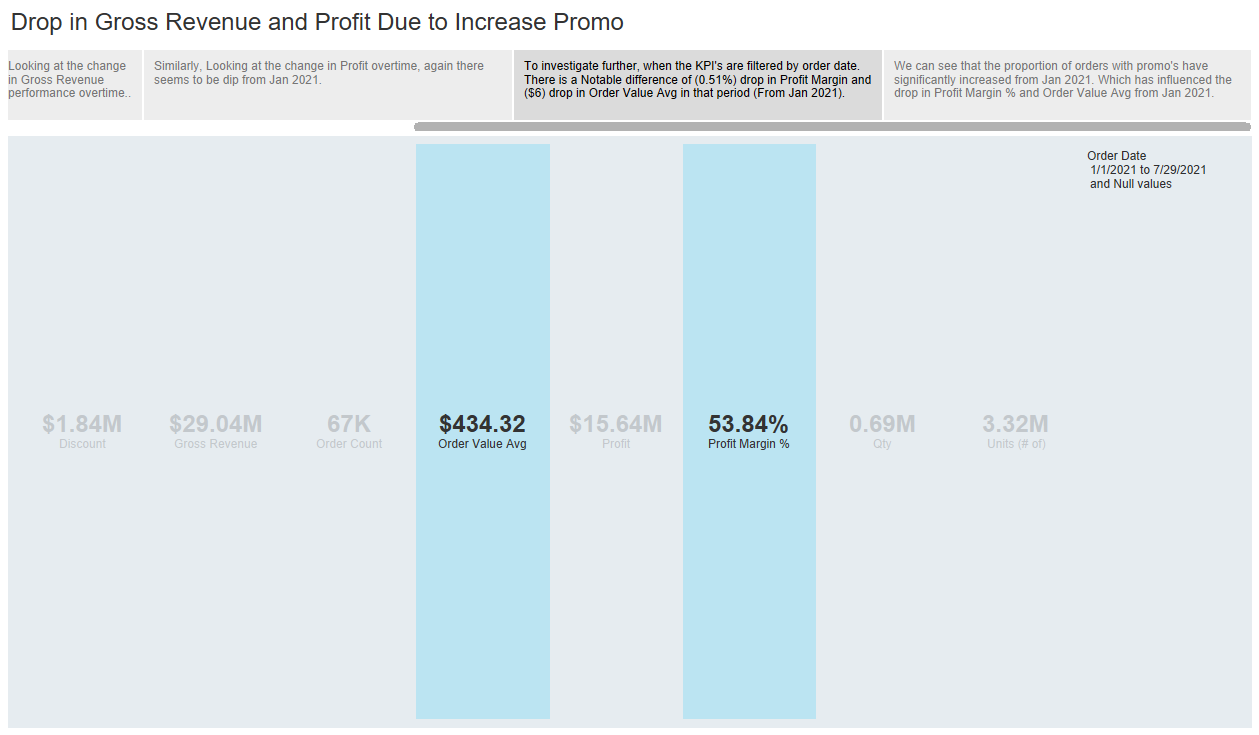 Drop in Gross Revenue and Profit Due to Increase Promo
Looking at the change
in Gross Revenue
performance overtime..
Similarly, Looking at the change in Profit overtime, again there
seems to be dip from Jan 2021.
To investigate further, when the KPI's are filtered by order date.
There is a Notable difference of (0.51%) drop in Profit Margin and
($6) drop in Order Value Avg in that period (From Jan 2021).
We can see that the proportion of orders with promo's have
significantly increased from Jan 2021. Which has influenced the
drop in Profit Margin % and Order Value Avg from Jan 2021.
Order Date
1/1/2021 to 7/29/2021
and Null values
$1.84M
Discount
$29.04M
Gross Revenue
67K
Order Count
$434.32
Order Value Avg
$15.64M
Profit
53.84%
Profit Margin %
0.69M
Qty
3.32M
Units (# of)